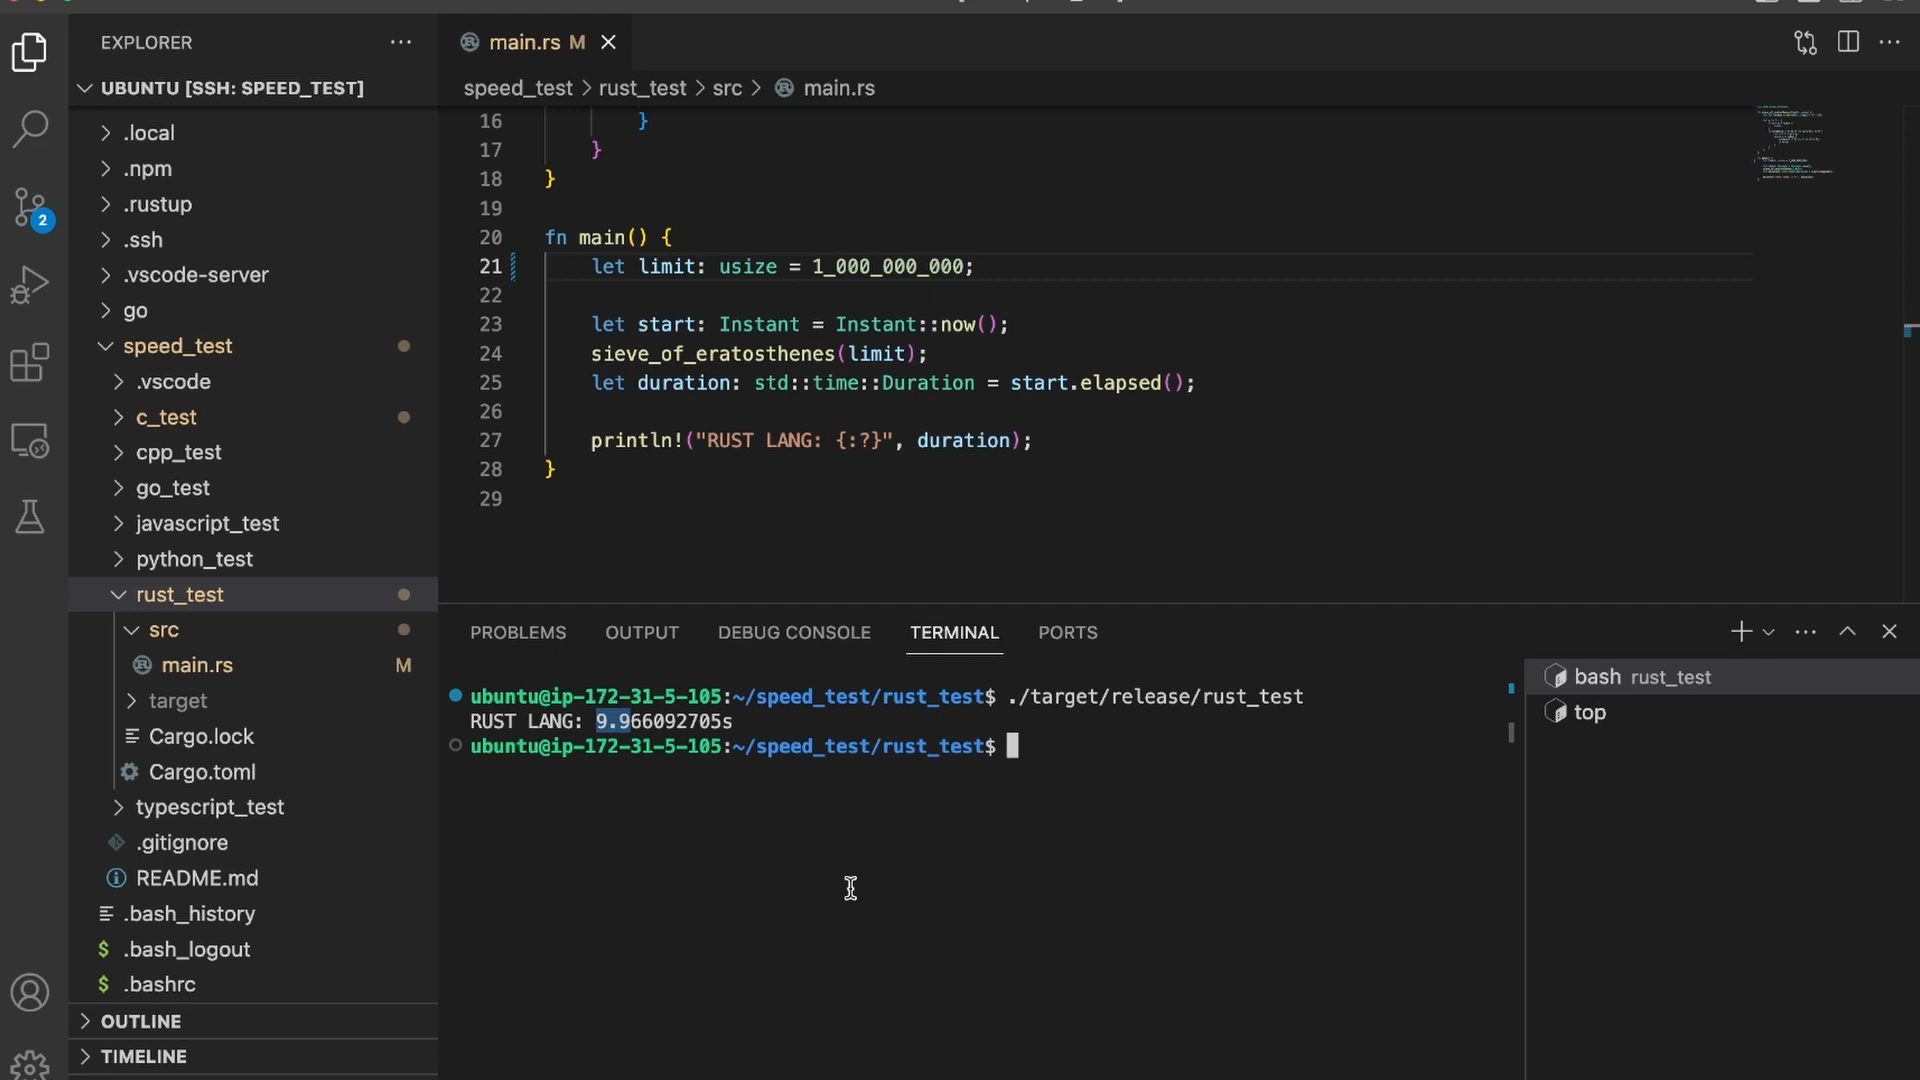 EXPLORER
UBUNTU [SSH: SPEED_TEST]
.local
.npm
.rustup
.ssh
.vscode-server
go
speed_test
.vscode
c_test
cpp_test
go_test
javascript_test
python_test
rust_test
src
main.rs M
target
Cargo.lock
Cargo.toml
typescript_test
.gitignore
README.md
.bash_history
.bash_logout
.bashrc
OUTLINE
TIMELINE
2
main.rs M
speed_test > rust_test > src > main.rs
16 }
17 }
18 }
19
20 fn main() {
21 let limit: usize = 1_000_000_000;
22
23 let start: Instant = Instant::now();
24 sieve_of_eratosthenes(limit);
25 let duration: std::time::Duration = start.elapsed();
26
27 println!("RUST LANG: {:?}", duration);
28 }
29
PROBLEMS OUTPUT DEBUG CONSOLE TERMINAL PORTS
ubuntu@ip-172-31-5-105:~/speed_test/rust_test$ ./target/release/rust_test
RUST LANG: 9.966092705s
ubuntu@ip-172-31-5-105:~/speed_test/rust_test$
bash rust_test
top